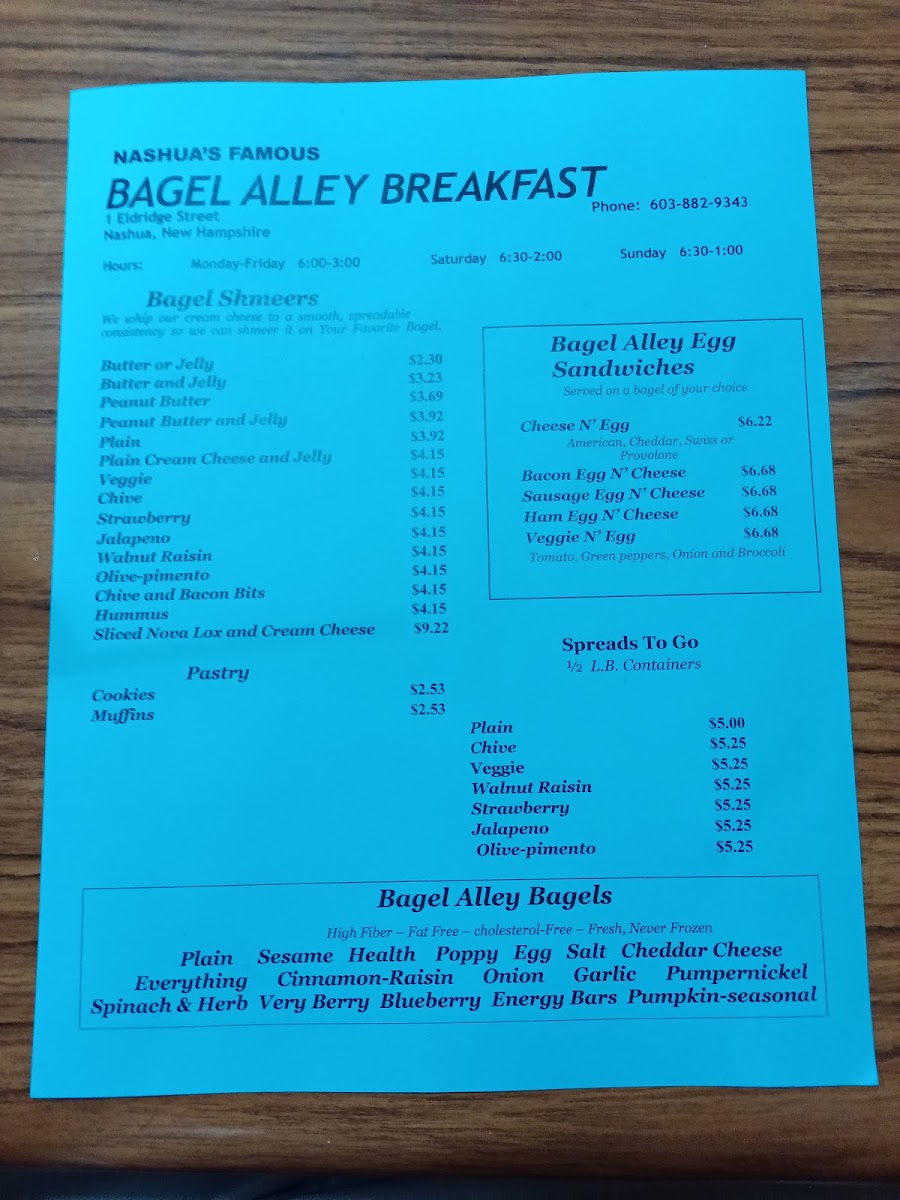 NASHUA'S FAMOUS
BAGEL ALLEY BREAKFAST
1 Eldridge Street
Phone: 603-882-9343
Nashua, New Hampshire
Hours: Monday-Friday 6:00-3:00 Saturday 6:30-2:00 Sunday 6:30-1:00
Bagel Shmeers
We whip our cream cheese to a smooth, spreadable
consistency so we can shmeer it on Your Favorite Bagel.
Butter or Jelly $2.30
Butter and Jelly $3.23
Peanut Butter $3.69
Peanut Butter and Jelly $3.92
Plain $3.92
Plain Cream Cheese and Jelly $4.15
Veggie $4.15
Chive $4.15
Strawberry $4.15
Jalapeno $4.15
Walnut Raisin $4.15
Olive-pimento $4.15
Chive and Bacon Bits $4.15
Hummus $4.15
Sliced Nova Lox and Cream Cheese $9.22
Pastry
Cookies $2.53
Muffins $2.53
Bagel Alley Egg
Sandwiches
Served on a bagel of your choice
Cheese N' Egg $6.22
American, Cheddar, Swiss or
Provolone
Bacon Egg N' Cheese $6.68
Sausage Egg N' Cheese $6.68
Ham Egg N' Cheese $6.68
Veggie N' Egg $6.68
Tomato, Green peppers, Onion and Broccoli
Spreads To Go
½ L.B. Containers
Plain $5.00
Chive $5.25
Veggie $5.25
Walnut Raisin $5.25
Strawberry $5.25
Jalapeno $5.25
Olive-pimento $5.25
Bagel Alley Bagels
High Fiber – Fat Free – cholesterol-Free – Fresh, Never Frozen
Plain Sesame Health Poppy Egg Salt Cheddar Cheese
Everything Cinnamon-Raisin Onion Garlic Pumpernickel
Spinach & Herb Very Berry Blueberry Energy Bars Pumpkin-seasonal